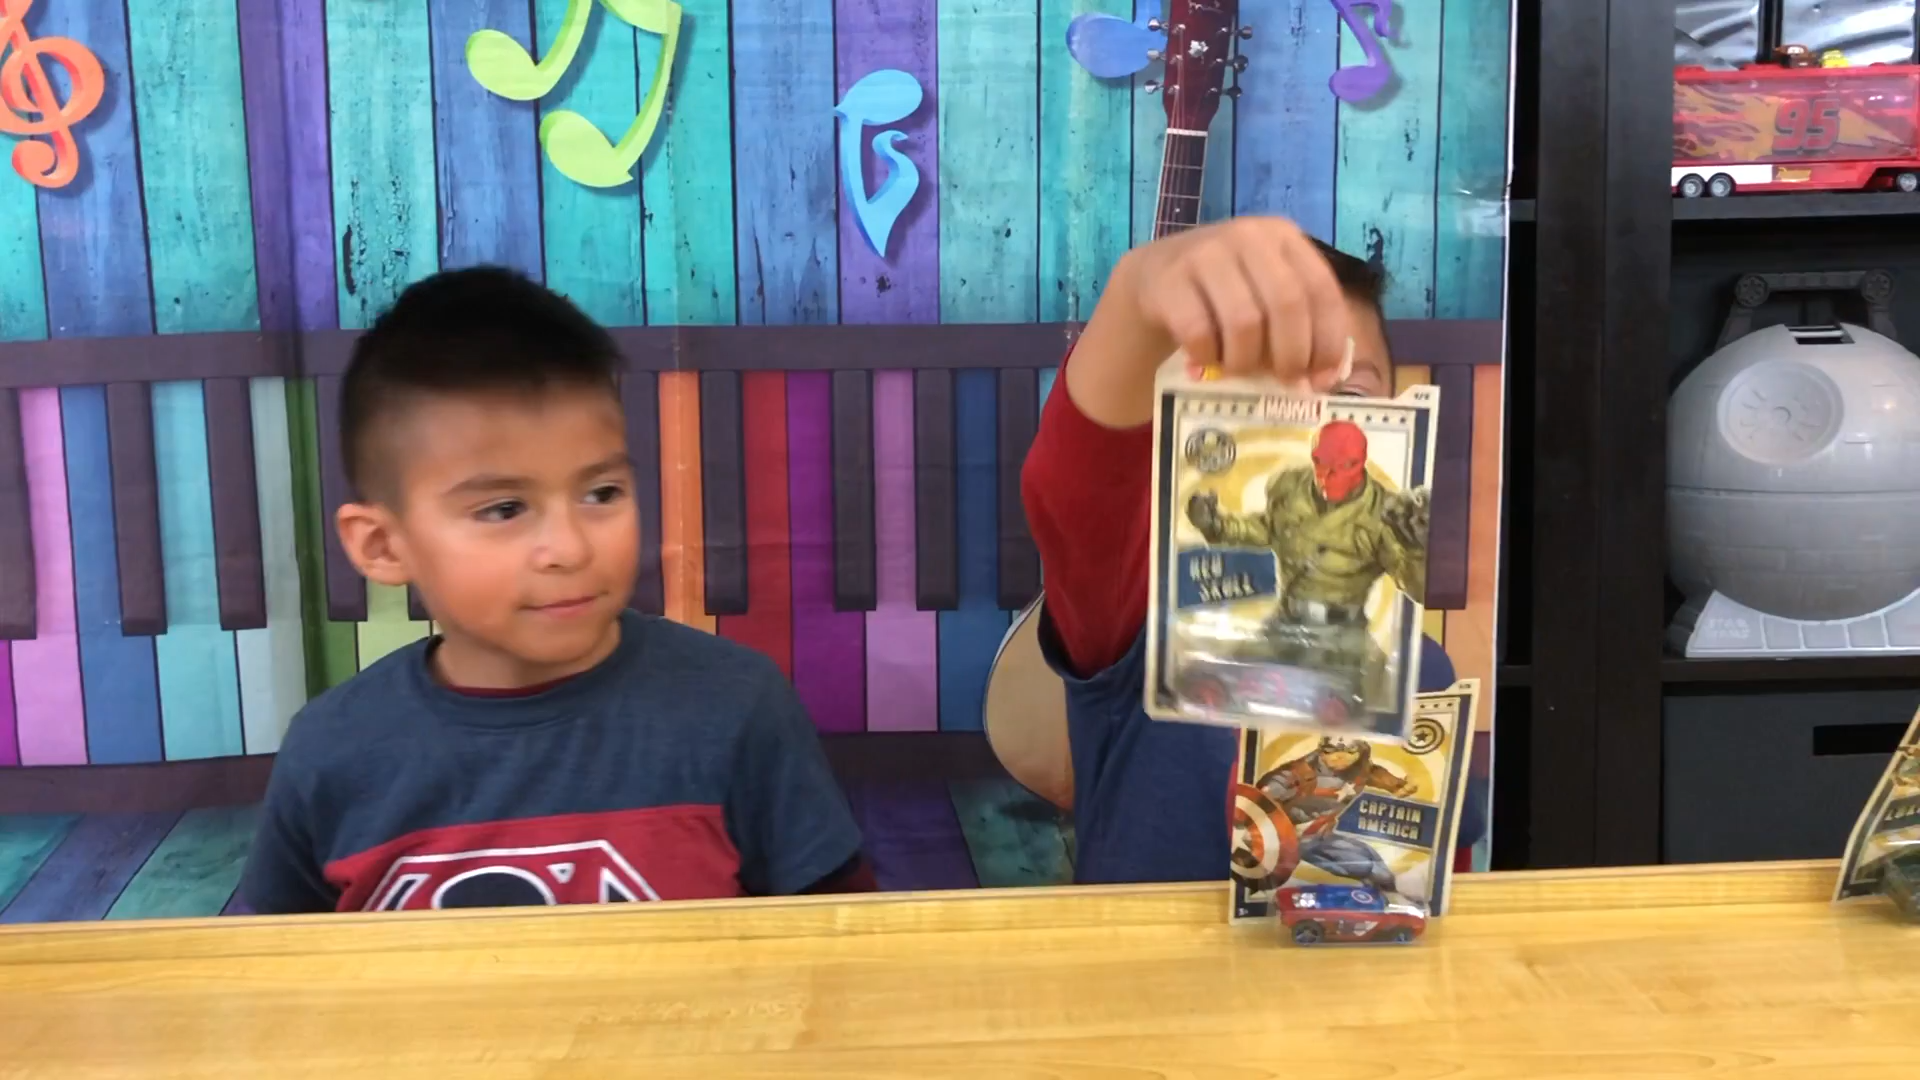 95
MARVEL
RED
SKULL
CAPTAIN
AMERICA
STAR WARS